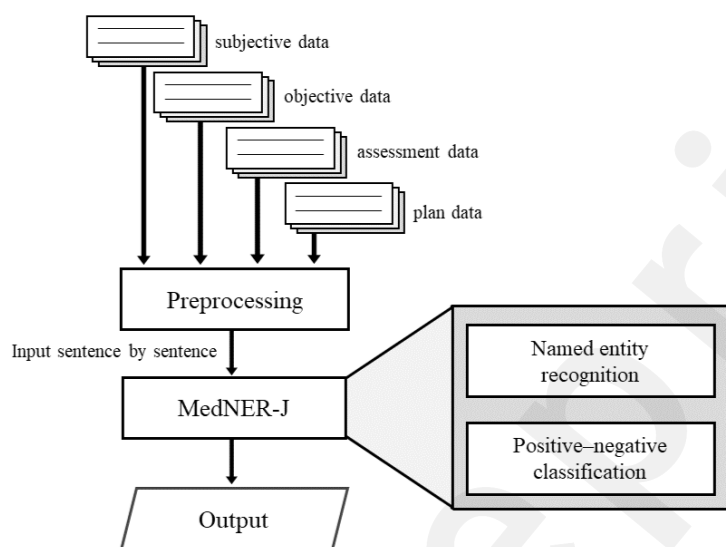 subjective data
objective data
assessment data
plan data
Preprocessing
Input sentence by sentence
MedNER-J
Named entity
recognition
Positive–negative
classification
Output